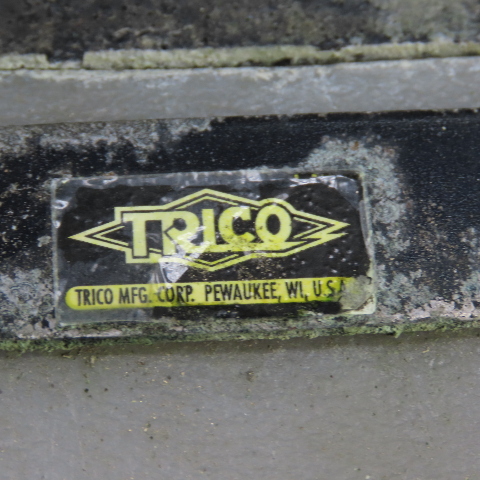 TRICO
TRICO MFG. CORP. PEWAUKEE, WI, U.S.A